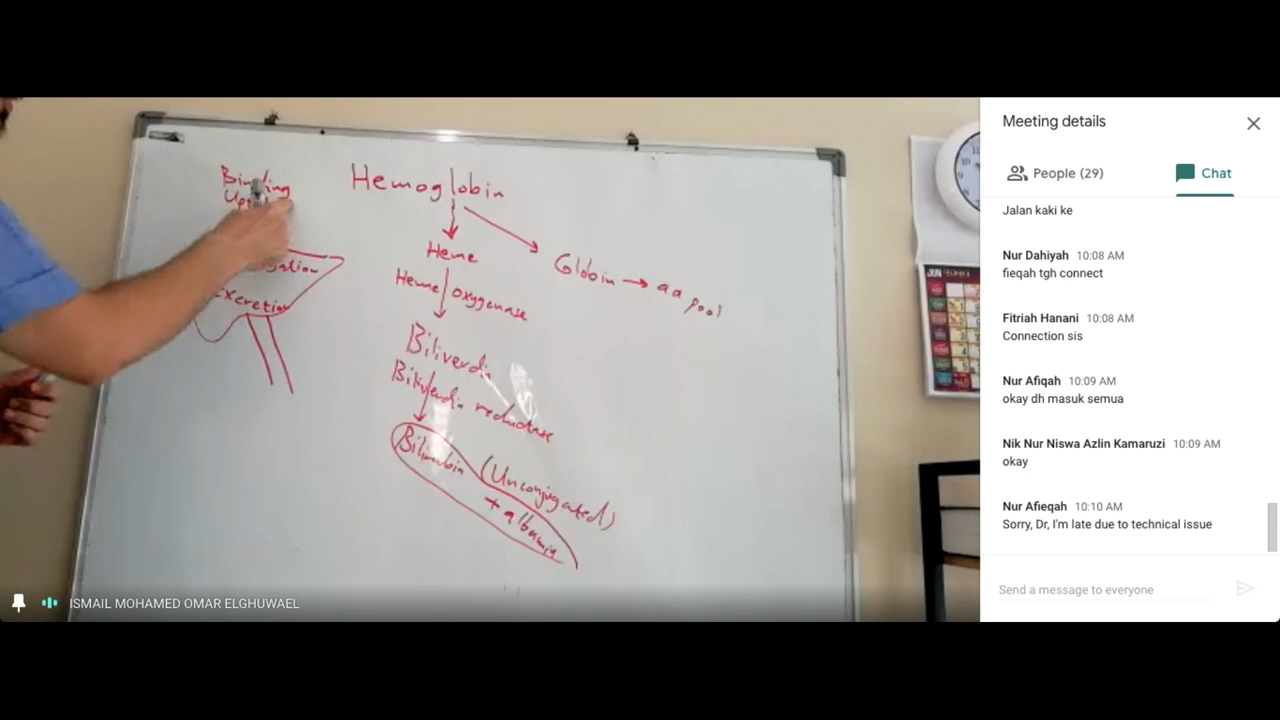 Binding
Hemoglobin
Heme
Globin → aa pool
Heme oxygenase
Excretion
Biliverdin
Biliverdin reductase
Bilirubin (Unconjugated)
+ albumin
ISMAIL MOHAMED OMAR ELGHUWAEL
Meeting details
People (29)
Chat
Jalan kaki ke
Nur Dahiyah 10:08 AM
fieqah tgh connect
Fitriah Hanani 10:08 AM
Connection sis
Nur Afiqah 10:09 AM
okay dh masuk semua
Nik Nur Niswa Azlin Kamaruzi 10:09 AM
okay
Nur Afieqah 10:10 AM
Sorry, Dr, I'm late due to technical issue
Send a message to everyone
JUN